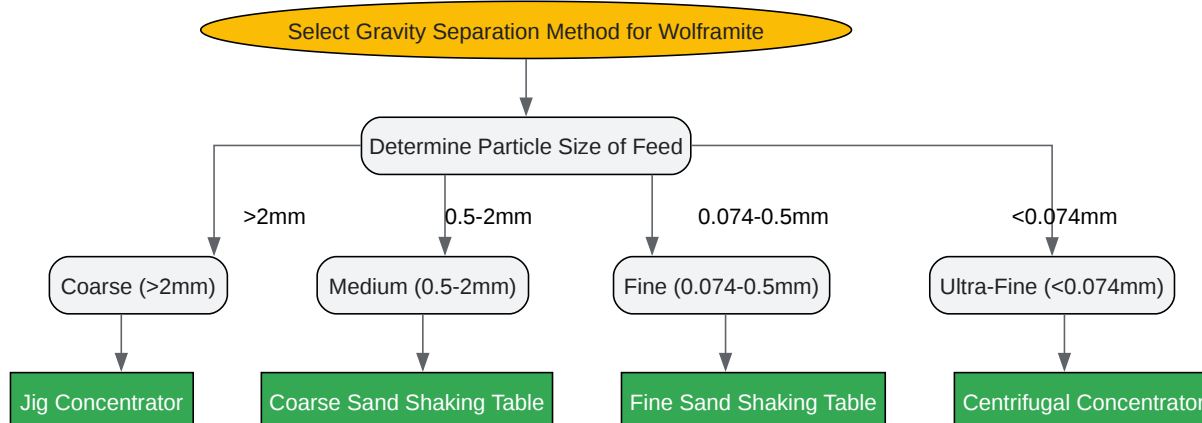 Select Gravity Separation Method for Wolframite
Determine Particle Size of Feed
>2mm
0.5-2mm
0.074-0.5mm
<0.074mm
Coarse (>2mm)
Medium (0.5-2mm)
Fine (0.074-0.5mm)
Ultra-Fine (<0.074mm)
Jig Concentrator
Coarse Sand Shaking Table
Fine Sand Shaking Table
Centrifugal Concentrator